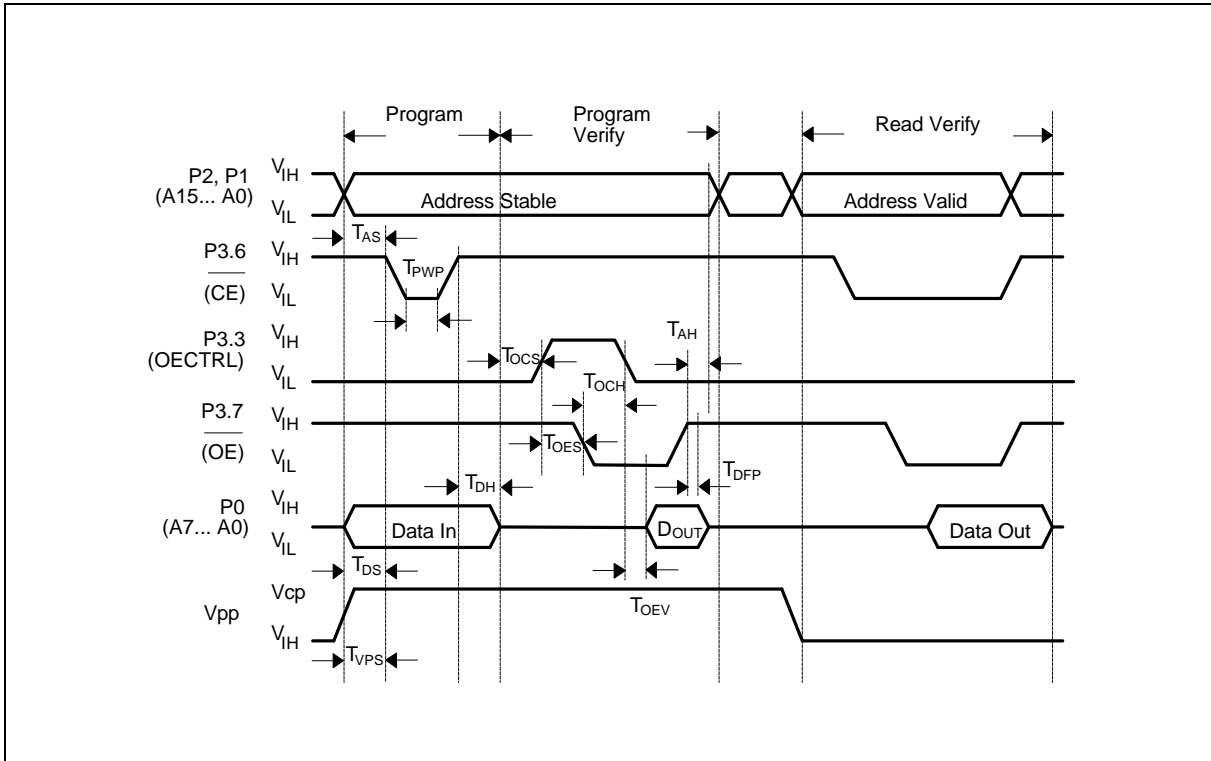 Program
Program
Verify
Read Verify
P2, P1
(A15... A0)
VIH
VIL
Address Stable
Address Valid
TAS
P3.6
(CE)
VIH
VIL
TPWP
P3.3
(OECTRL)
VIH
VIL
TOCS
TAH
TOCH
P3.7
(OE)
VIH
VIL
TOES
TDFP
TDH
P0
(A7... A0)
VIH
VIL
Data In
DOUT
Data Out
TDS
Vpp
Vcp
VIH
TOEV
TVPS